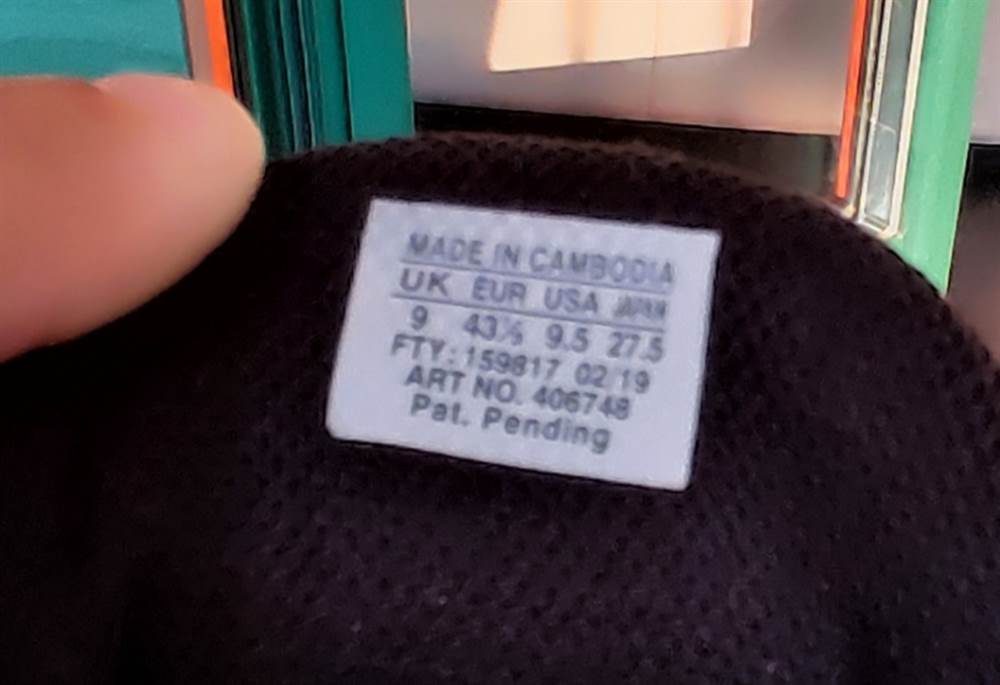 MADE IN CAMBODIA
UK EUR USA JAPAN
9 43⅓ 9.5 27.5
FTY: 159817 02 19
ART NO. 406748
Pat. Pending